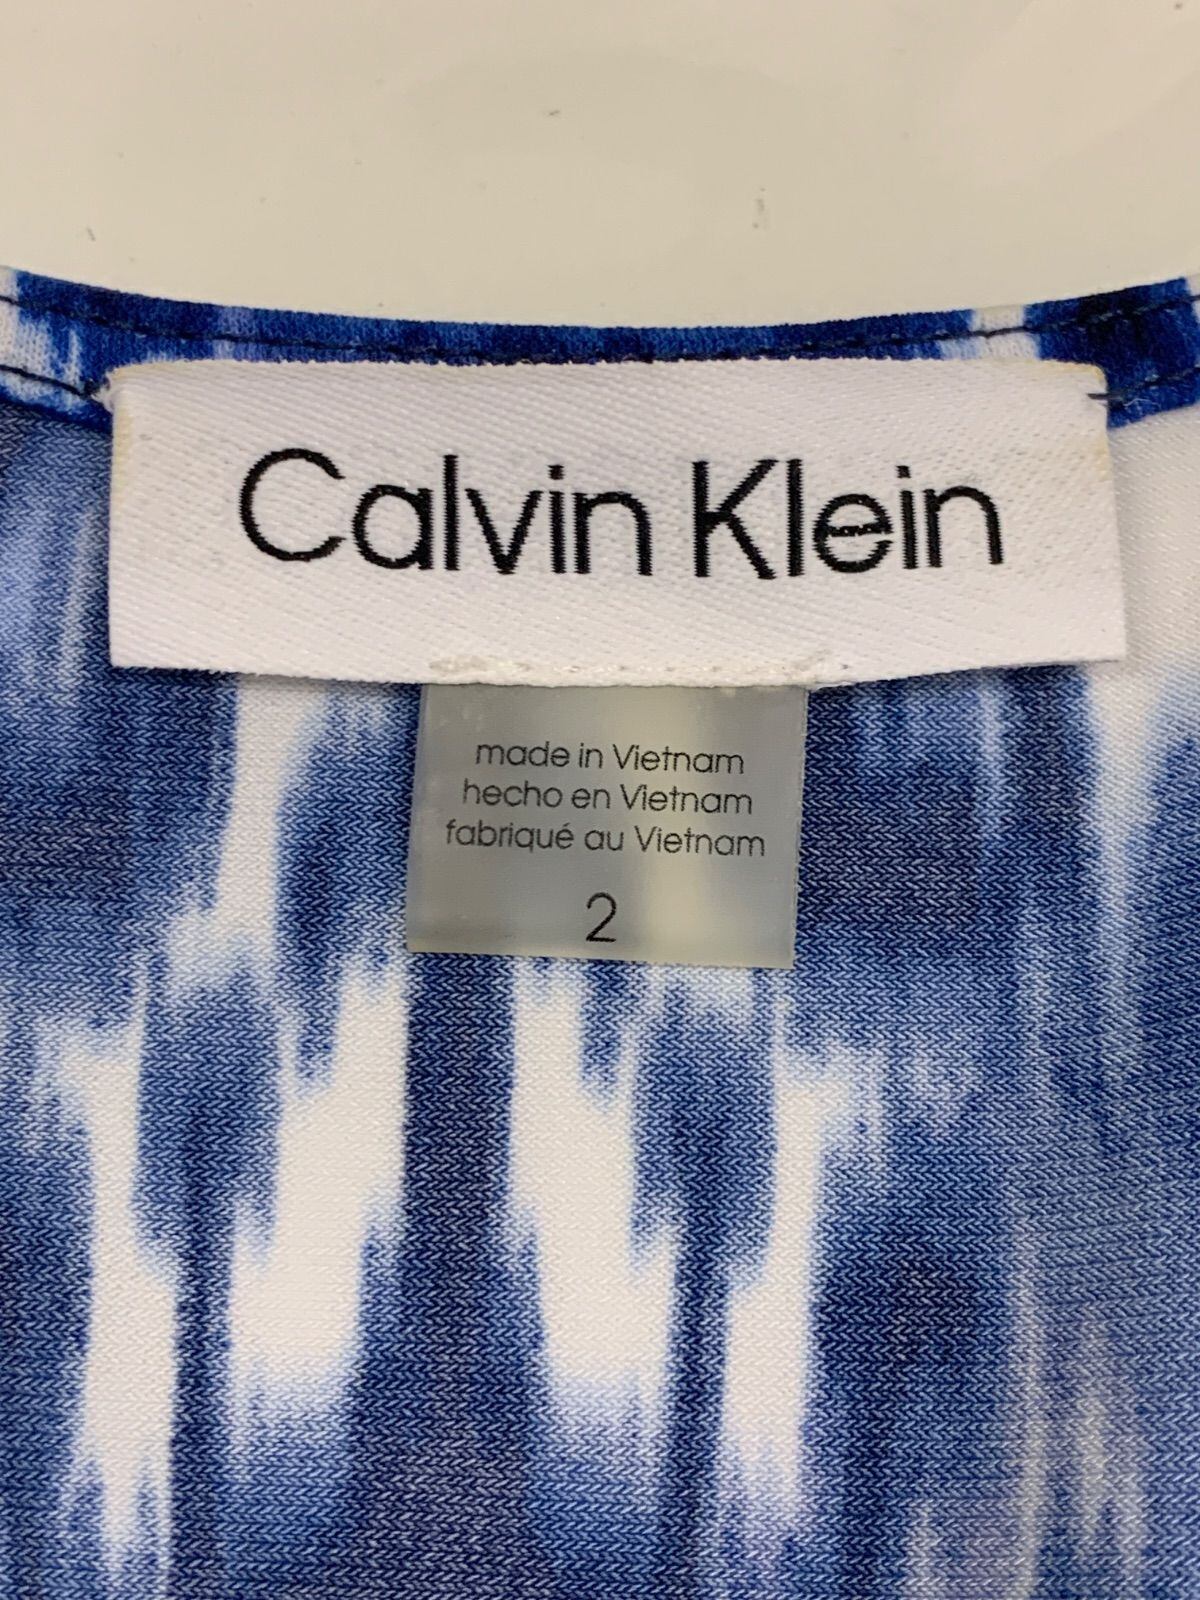 Calvin Klein
made in Vietnam
hecho en Vietnam
fabriqué au Vietnam
2